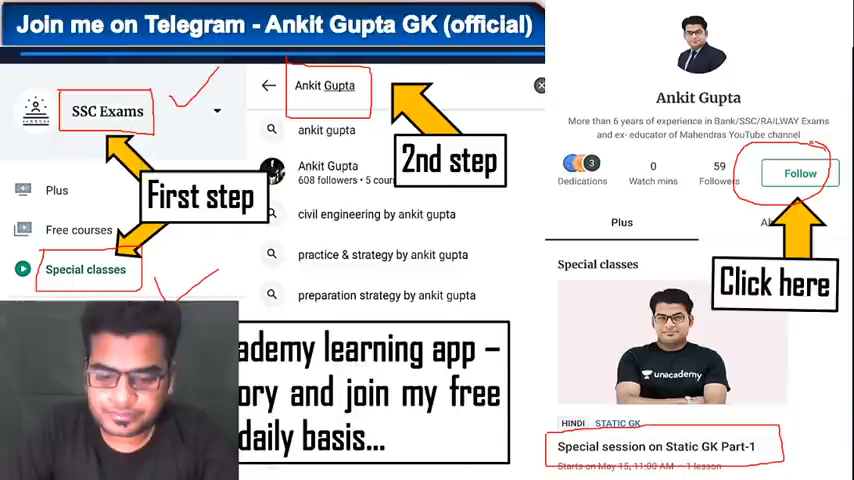 Join me on Telegram - Ankit Gupta GK (official)
SSC Exams
Plus
Free courses
Special classes
First step
Ankit Gupta
ankit gupta
Ankit Gupta
608 followers • 5
civil engineering by ankit gupta
practice & strategy by ankit gupta
preparation strategy by ankit gupta
2nd step
ademy learning app –
ory and join my free
daily basis...
Ankit Gupta
More than 6 years of experience in Bank/SSC/RAILWAY Exams
and ex- educator of Mahendras YouTube channel
3
Dedications
0
Watch mins
59
Followers
Follow
Plus
Click here
Special classes
unacademy
HINDI STATIC GK
Special session on Static GK Part-1
Starts on May 15, 11:00 AM • 1 lesson